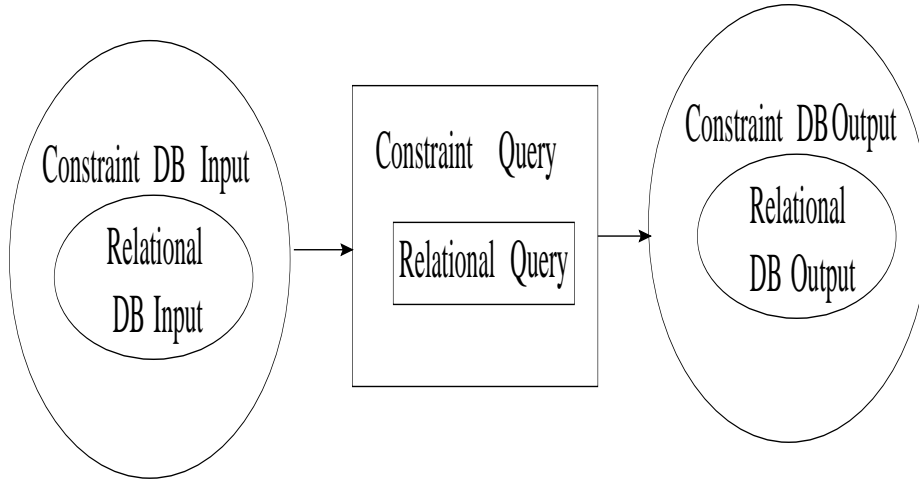 Constraint DB Input
Relational
DB Input
Constraint Query
Relational Query
Constraint DB Output
Relational
DB Output